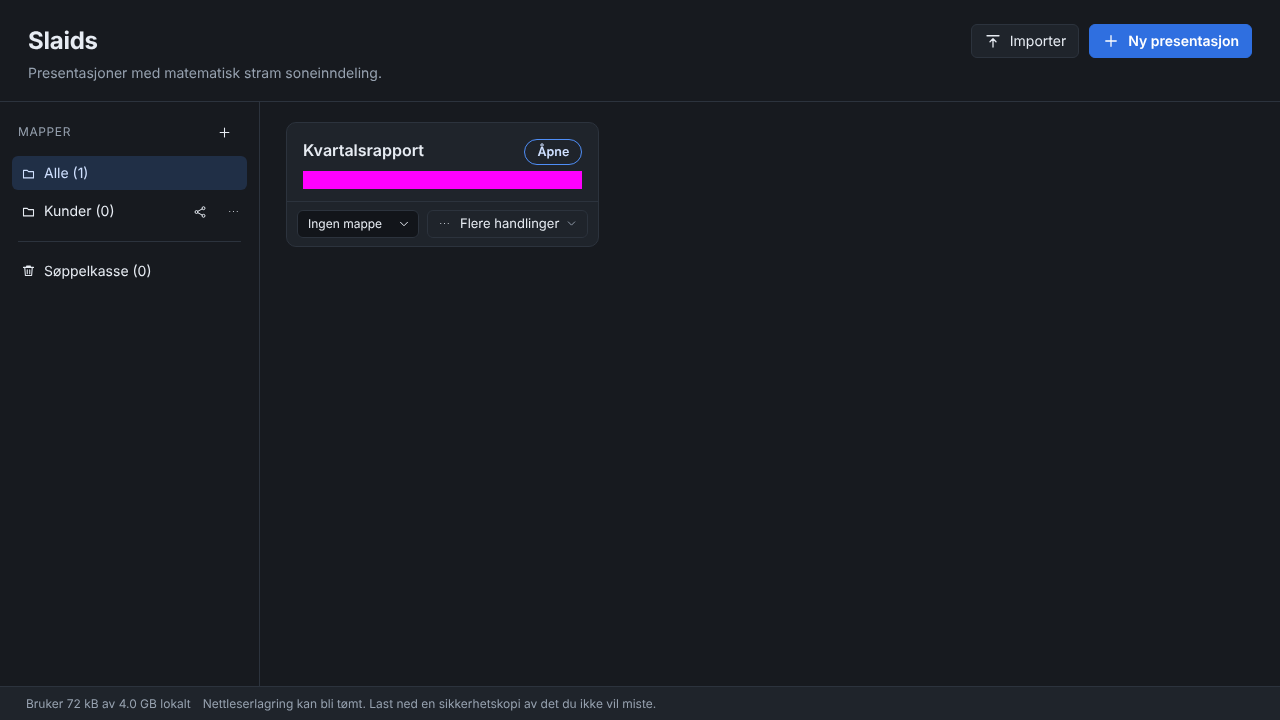 Slaids
Importer
Ny presentasjon
Presentasjoner med matematisk stram soneinndeling.
MAPPER
Alle (1)
Kunder (0)
Søppelkasse (0)
Kvartalsrapport
Åpne
Ingen mappe
Flere handlinger
Bruker 72 kB av 4.0 GB lokalt
Nettleserlagring kan bli tømt. Last ned en sikkerhetskopi av det du ikke vil miste.